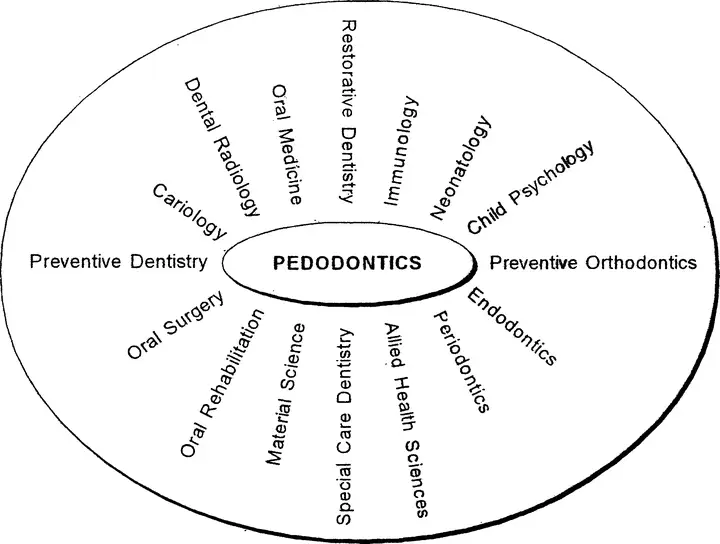 Restorative Dentistry
Oral Medicine
Immunology
Dental Radiology
Neonatology
Child Psychology
Cariology
Preventive Dentistry
PEDODONTICS
Preventive Orthodontics
Oral Surgery
Endodontics
Oral Rehabilitation
Periodontics
Material Science
Allied Health Sciences
Special Care Dentistry